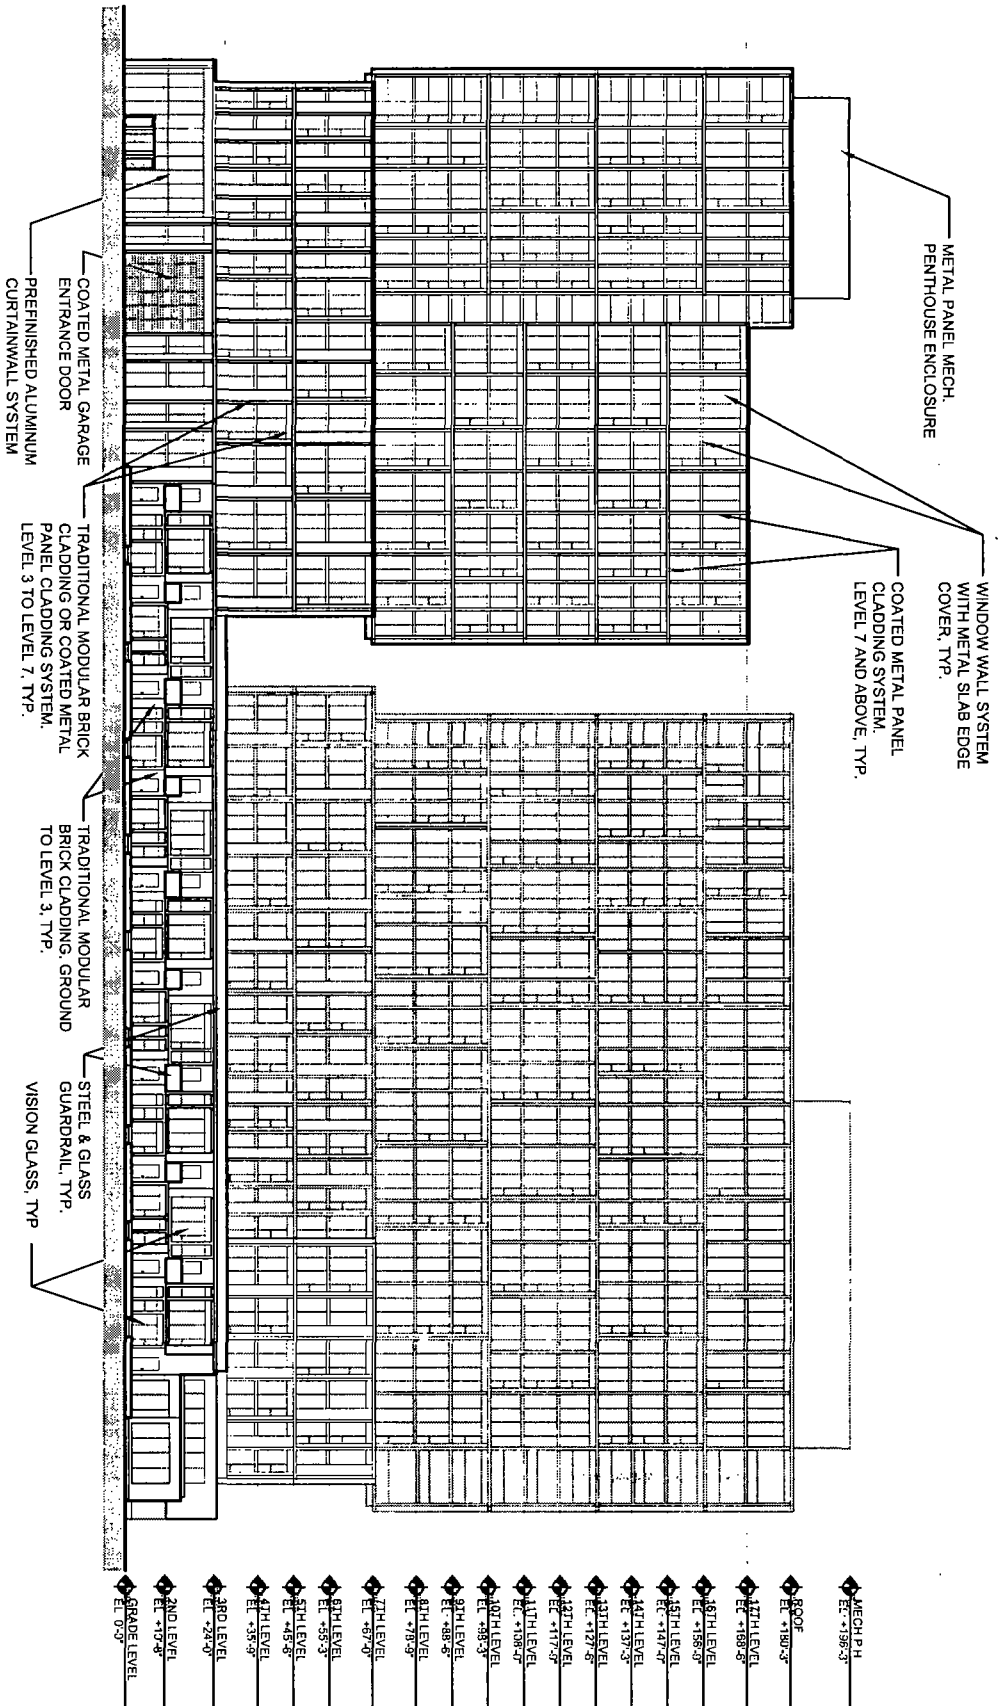 METAL PANEL MECH.
PENTHOUSE ENCLOSURE
WINDOW WALL SYSTEM
WITH METAL SLAB EDGE
COVER, TYP.
COATED METAL PANEL
CLADDING SYSTEM.
LEVEL 7 AND ABOVE, TYP.
PREFINISHED ALUMINUM
CURTAINWALL SYSTEM
COATED METAL GARAGE
ENTRANCE DOOR
TRADITIONAL MODULAR BRICK
CLADDING OR COATED METAL
PANEL CLADDING SYSTEM.
LEVEL 3 TO LEVEL 7, TYP.
TRADITIONAL MODULAR
BRICK CLADDING, GROUND
TO LEVEL 3, TYP.
STEEL & GLASS
GUARDRAIL, TYP.
VISION GLASS, TYP
MECH P H
EL. +196'-3"
ROOF
EL +180'-3"
17TH LEVEL
EL +168'-6"
16TH LEVEL
EL +156'-9"
15TH LEVEL
EL +147'-0"
14TH LEVEL
EL +137'-3"
13TH LEVEL
EL. +127'-6"
12TH LEVEL
EL +117'-9"
11TH LEVEL
EL. +108'-0"
10TH LEVEL
EL +98'-3"
9TH LEVEL
EL +88'-6"
8TH LEVEL
EL +78'-9"
7TH LEVEL
EL +67'-0"
6TH LEVEL
EL +55'-3"
5TH LEVEL
EL +45'-6"
4TH LEVEL
EL +35'-9"
3RD LEVEL
EL +24'-0"
2ND LEVEL
EL +10'-8"
GRADE LEVEL
EL 0'-0"